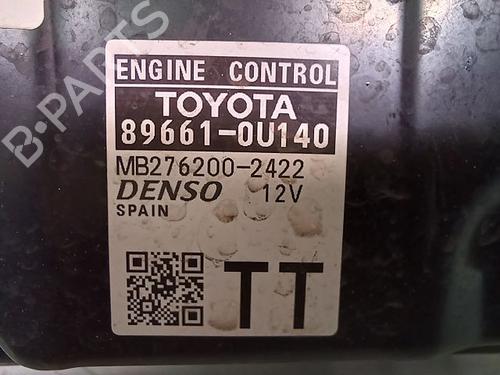 B-PARTS
ENGINE CONTROL
TOYOTA
89661-0U140
MB276200-2422
DENSO 12V
SPAIN
TT